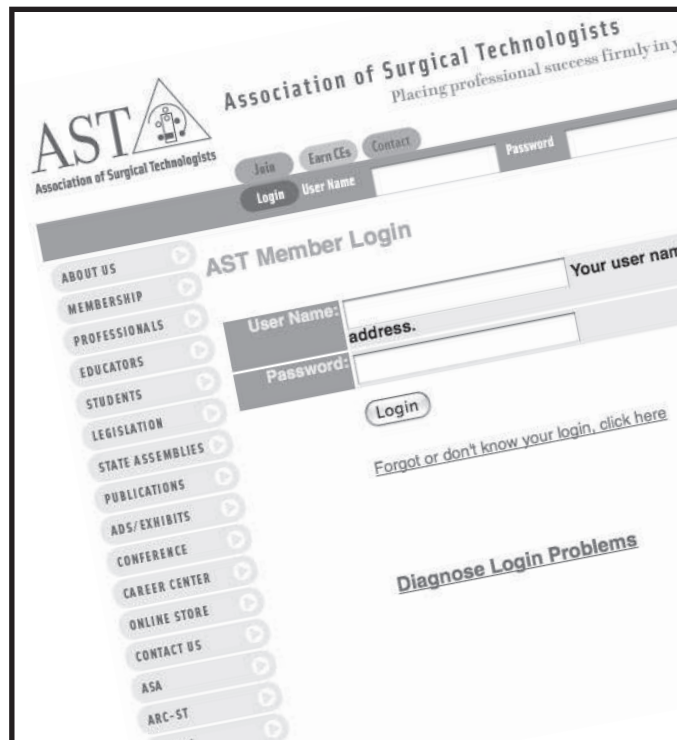 Association of Surgical Technologists
Placing professional success firmly in y
AST
Association of Surgical Technologists
Join
Earn CEs
Contact
Login
User Name
Password
AST Member Login
User Name:
Your user nam
address.
Password:
Login
Forgot or don't know your login, click here
Diagnose Login Problems
ABOUT US
MEMBERSHIP
PROFESSIONALS
EDUCATORS
STUDENTS
LEGISLATION
STATE ASSEMBLIES
PUBLICATIONS
ADS/EXHIBITS
CONFERENCE
CAREER CENTER
ONLINE STORE
CONTACT US
ASA
ARC-ST